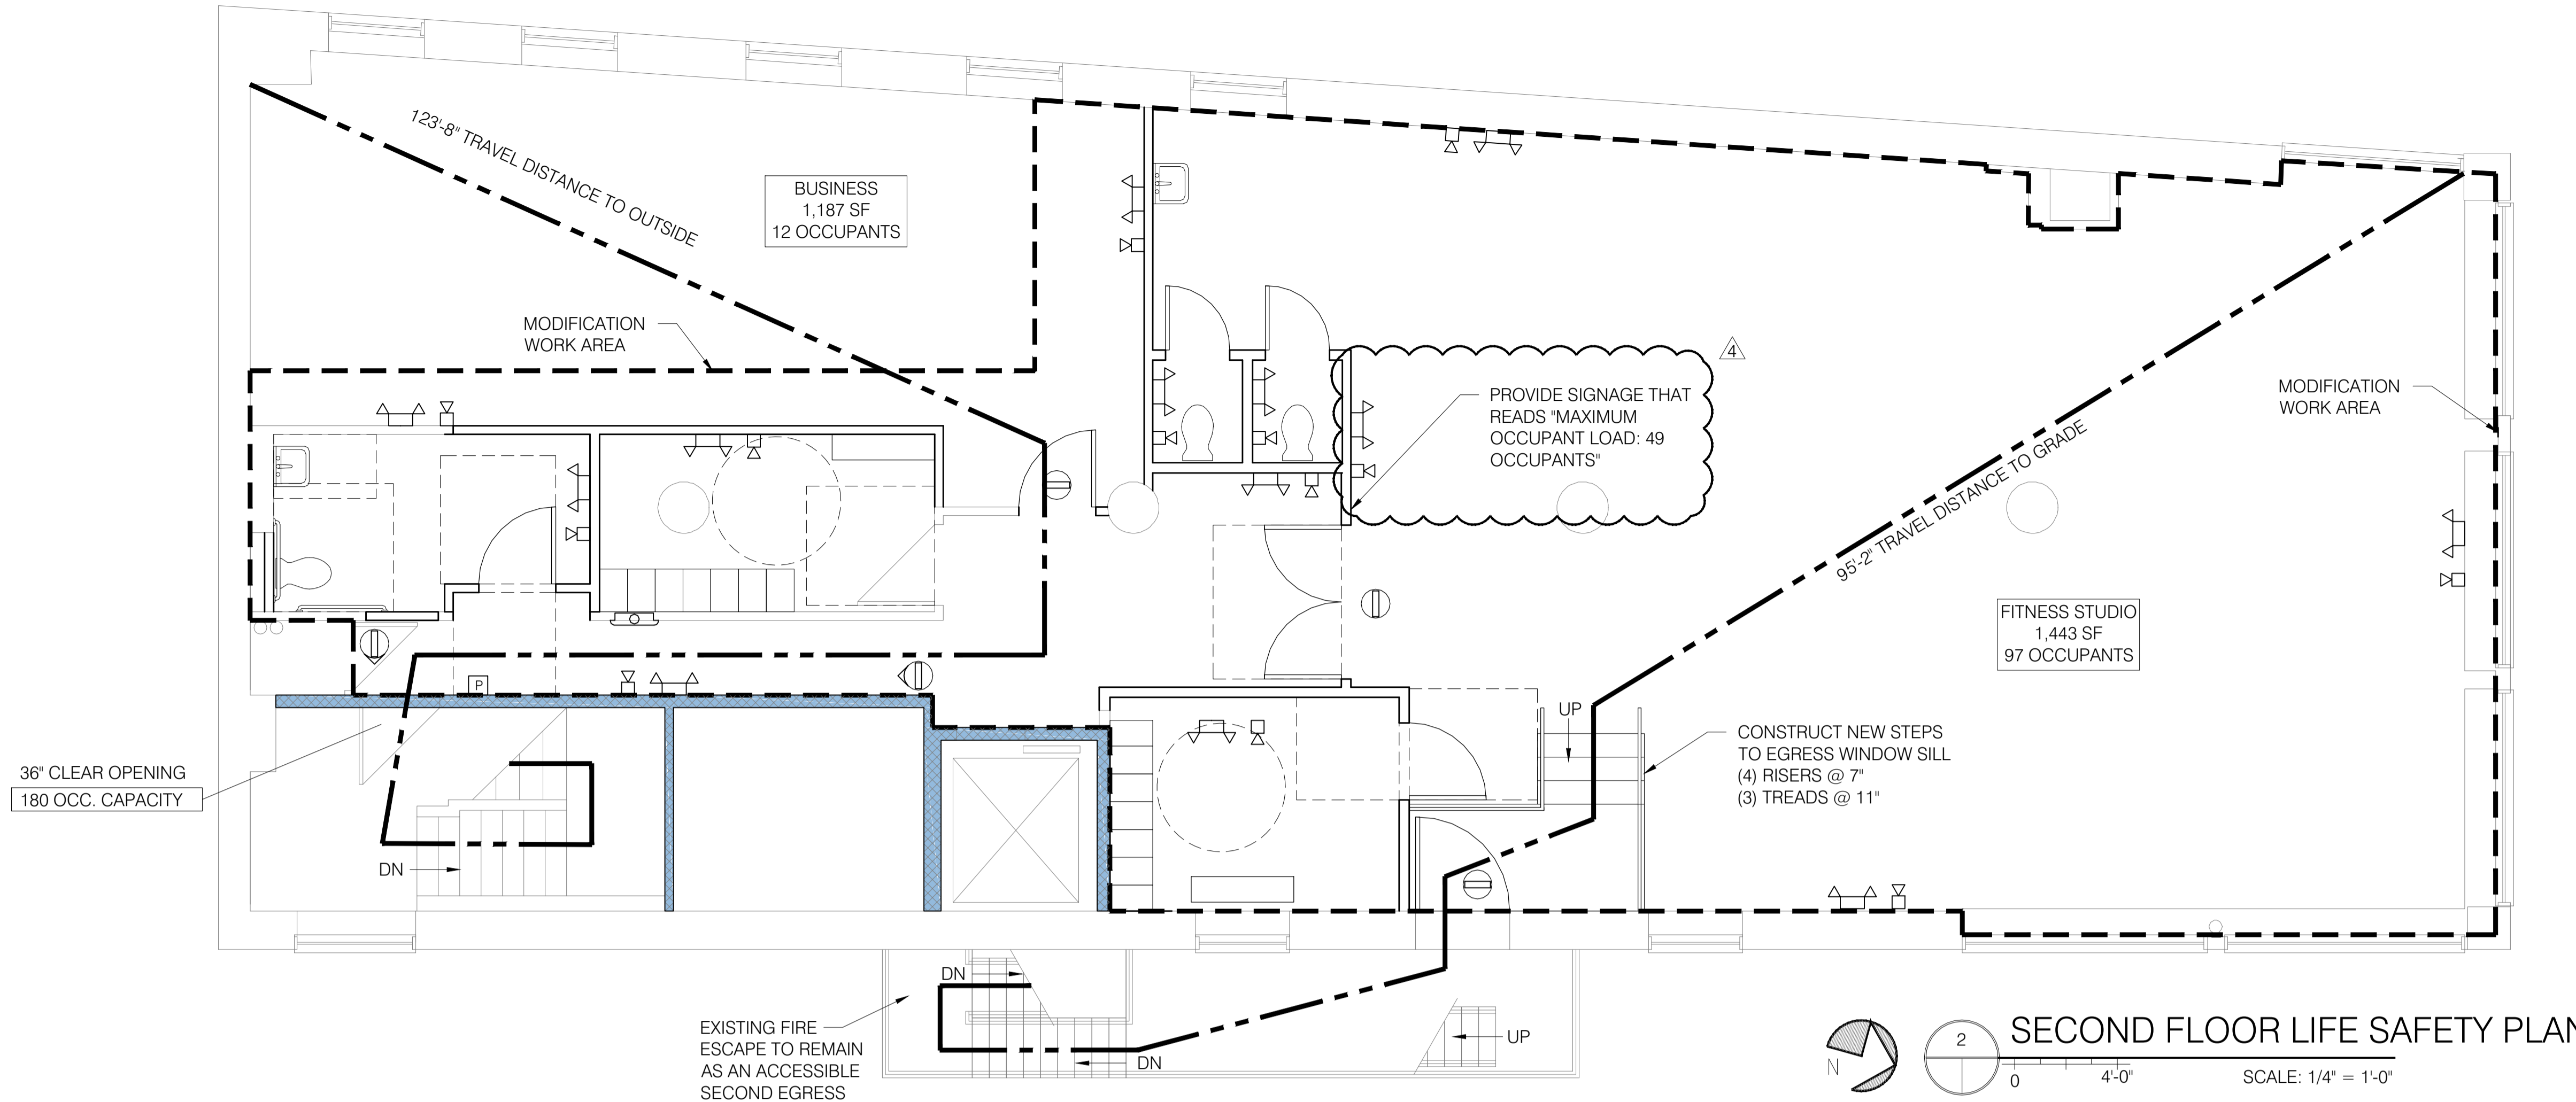 123'-8" TRAVEL DISTANCE TO OUTSIDE
BUSINESS
1,187 SF
12 OCCUPANTS
MODIFICATION
WORK AREA
4
PROVIDE SIGNAGE THAT
READS "MAXIMUM
OCCUPANT LOAD: 49
OCCUPANTS"
MODIFICATION
WORK AREA
95'-2" TRAVEL DISTANCE TO GRADE
FITNESS STUDIO
1,443 SF
97 OCCUPANTS
P
UP
CONSTRUCT NEW STEPS
TO EGRESS WINDOW SILL
(4) RISERS @ 7"
(3) TREADS @ 11"
36" CLEAR OPENING
180 OCC. CAPACITY
DN
DN
EXISTING FIRE
ESCAPE TO REMAIN
AS AN ACCESSIBLE
SECOND EGRESS
DN
UP
N
2
SECOND FLOOR LIFE SAFETY PLAN
0
4'-0"
SCALE: 1/4" = 1'-0"